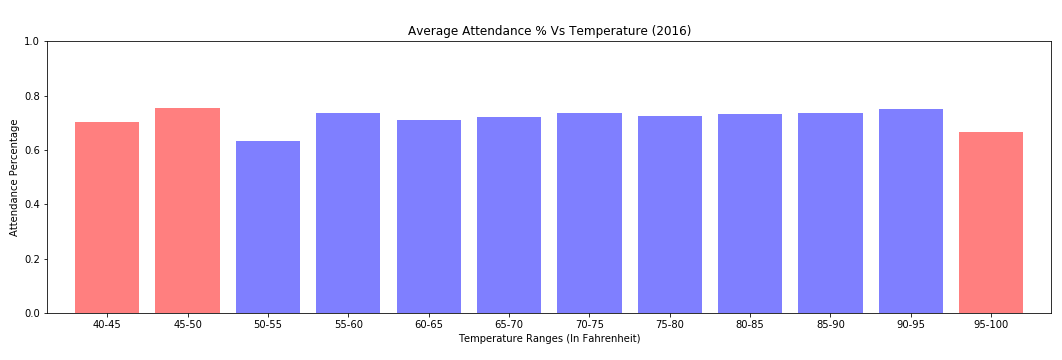 Average Attendance % Vs Temperature (2016)
1.0
0.8
0.6
0.4
0.2
0.0
Attendance Percentage
40-45 45-50 50-55 55-60 60-65 65-70 70-75 75-80 80-85 85-90 90-95 95-100
Temperature Ranges (In Fahrenheit)